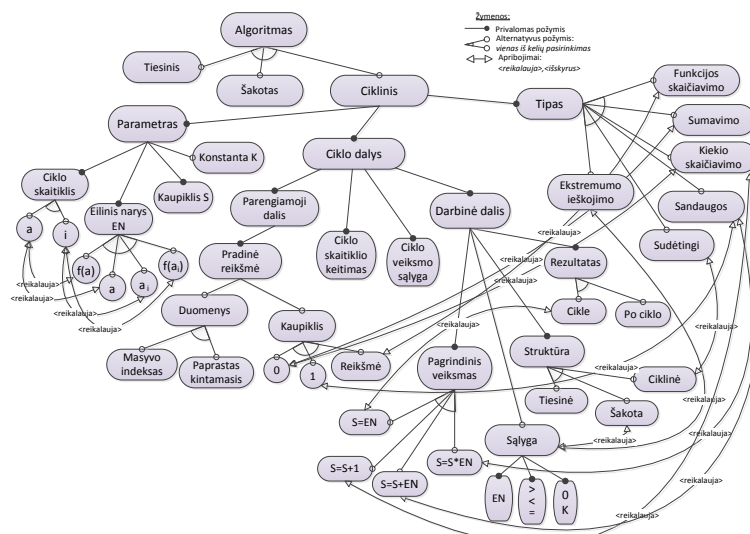 Žymenos:
Privalomas požymis
Alternatyvus požymis:
vienas iš kelių pasirinkimas
Apribojimai:
<reikalauja>,<išskyrus>
Algoritmas
Tiesinis
Šakotas
Ciklinis
Tipas
Funkcijos
skaičiavimo
Sumavimo
Kiekio
skaičiavimo
Sandaugos
Sudėtingi
Ekstremumo
ieškojimo
Parametras
Ciklo
skaitiklis
a
i
Eilinis narys
EN
f(a)
a
a i
f(ai)
Kaupiklis S
Konstanta K
<reikalauja>
<reikalauja>
<reikalauja>
<reikalauja>
Ciklo dalys
Parengiamoji
dalis
Pradinė
reikšmė
Duomenys
Masyvo
indeksas
Paprastas
kintamasis
Kaupiklis
0
1
Reikšmė
Ciklo
skaitiklio
keitimas
Ciklo
veiksmo
sąlyga
Darbinė dalis
Rezultatas
Cikle
Po ciklo
Struktūra
Tiesinė
Šakota
Ciklinė
Pagrindinis
veiksmas
S=EN
S=S+1
S=S+EN
S=S*EN
Sąlyga
EN
>
<
=
0
K
<reikalauja>
<reikalauja>
<reikalauja>
<reikalauja>
<reikalauja>
<reikalauja>
<reikalauja>
<reikalauja>
<reikalauja>